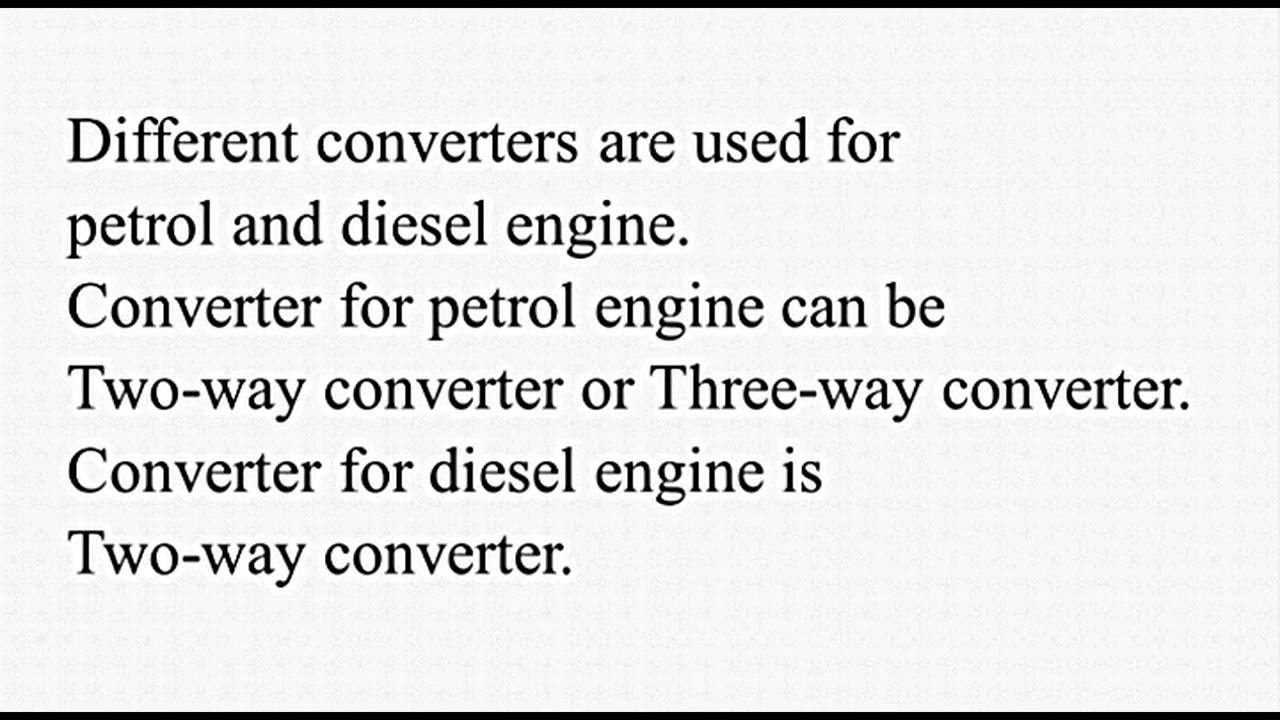 Different converters are used for
petrol and diesel engine.
Converter for petrol engine can be
Two-way converter or Three-way converter.
Converter for diesel engine is
Two-way converter.